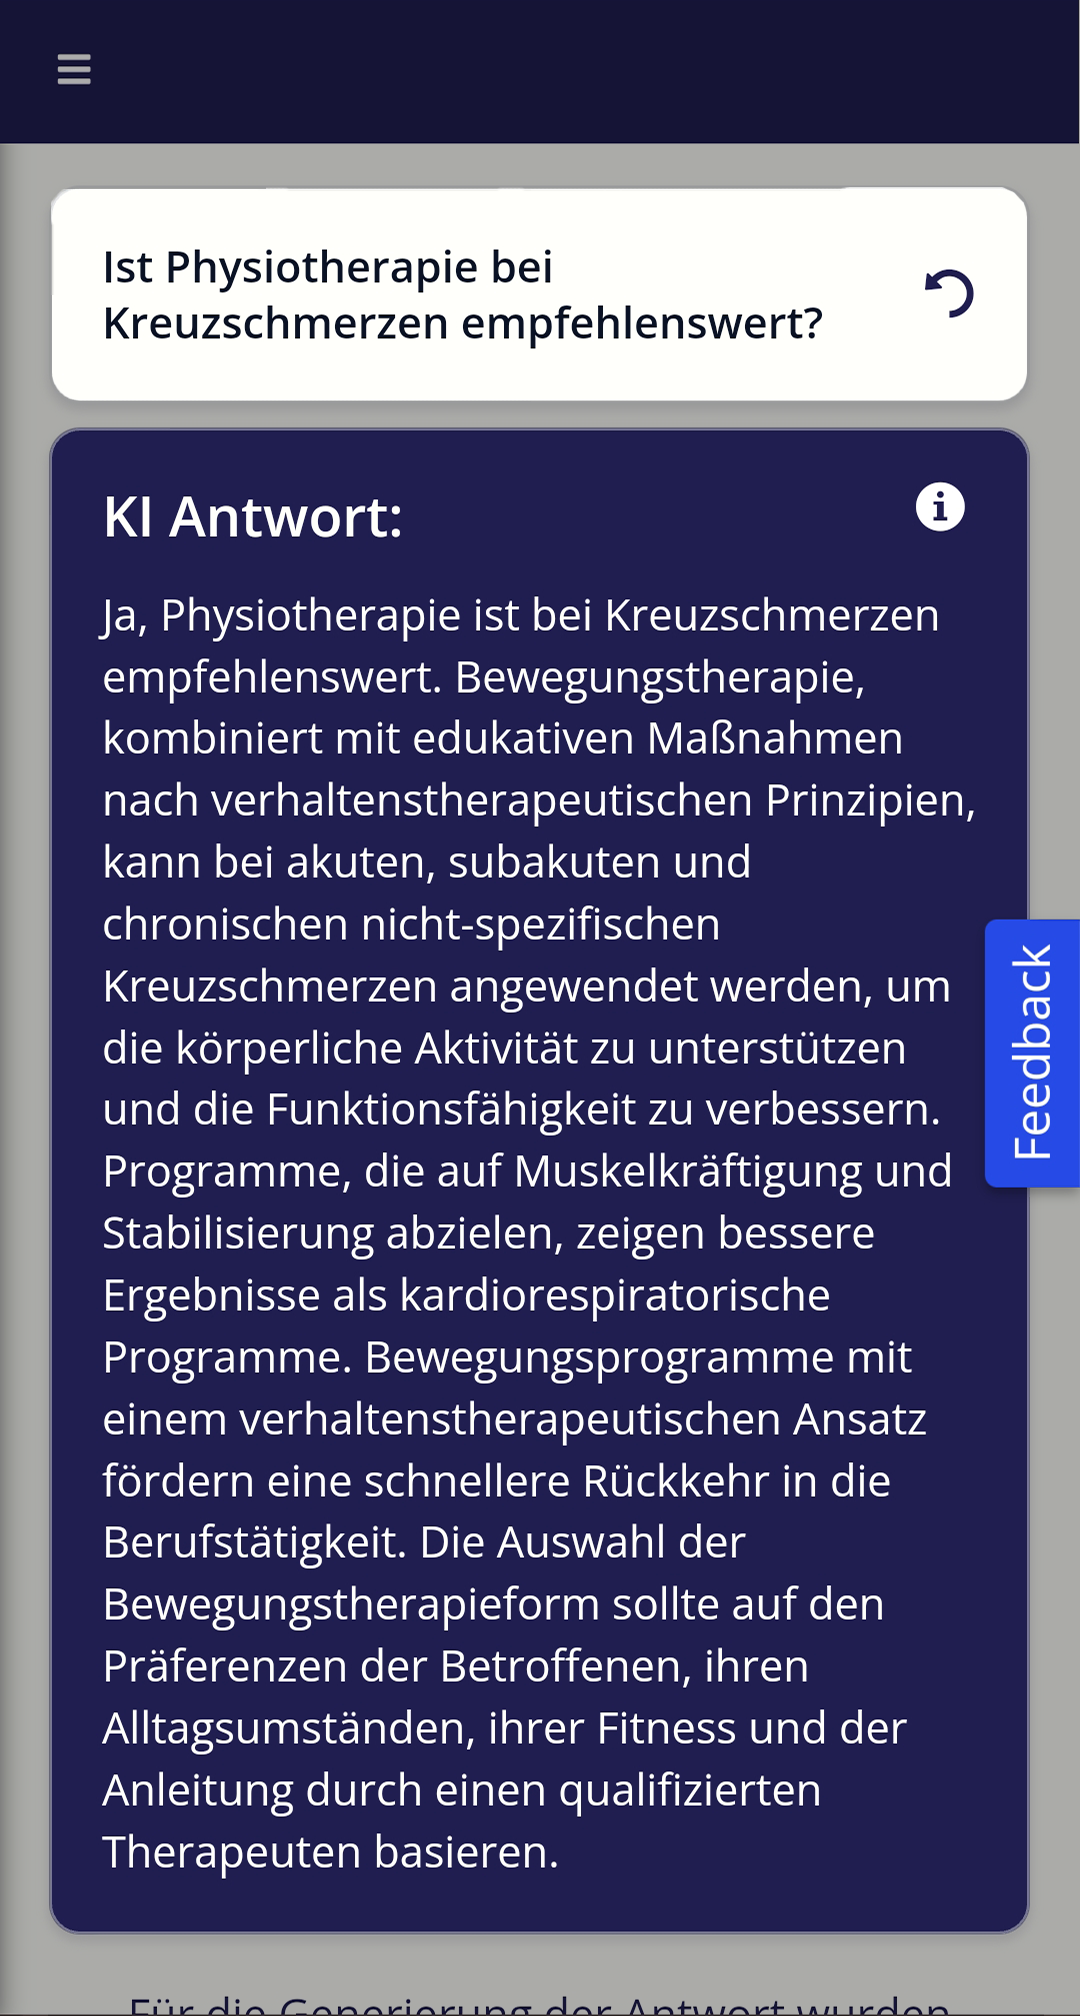 Ist Physiotherapie bei
Kreuzschmerzen empfehlenswert?
KI Antwort:
Ja, Physiotherapie ist bei Kreuzschmerzen
empfehlenswert. Bewegungstherapie,
kombiniert mit edukativen Maßnahmen
nach verhaltenstherapeutischen Prinzipien,
kann bei akuten, subakuten und
chronischen nicht-spezifischen
Kreuzschmerzen angewendet werden, um
die körperliche Aktivität zu unterstützen
und die Funktionsfähigkeit zu verbessern.
Programme, die auf Muskelkräftigung und
Stabilisierung abzielen, zeigen bessere
Ergebnisse als kardiorespiratorische
Programme. Bewegungsprogramme mit
einem verhaltenstherapeutischen Ansatz
fördern eine schnellere Rückkehr in die
Berufstätigkeit. Die Auswahl der
Bewegungstherapieform sollte auf den
Präferenzen der Betroffenen, ihren
Alltagsumständen, ihrer Fitness und der
Anleitung durch einen qualifizierten
Therapeuten basieren.
Feedback
Für die Generierung der Antwort wurden